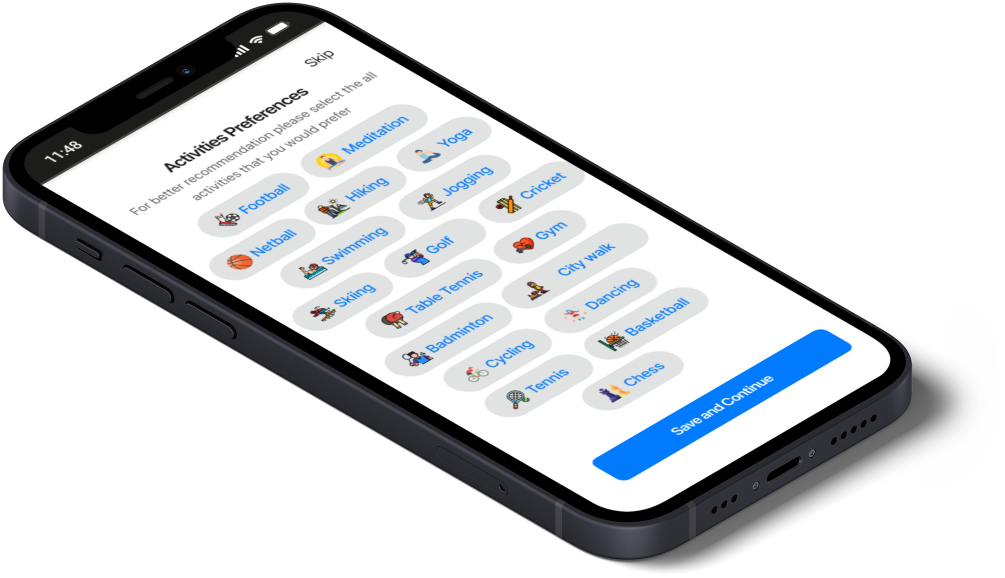 11:48
Skip
Activities Preferences
For better recommendation please select the all
activities that you would prefer
Football
Meditation
Netball
Hiking
Yoga
Swimming
Jogging
Skiing
Golf
Cricket
Table Tennis
Gym
Badminton
City walk
Cycling
Dancing
Tennis
Basketball
Chess
Save and Continue